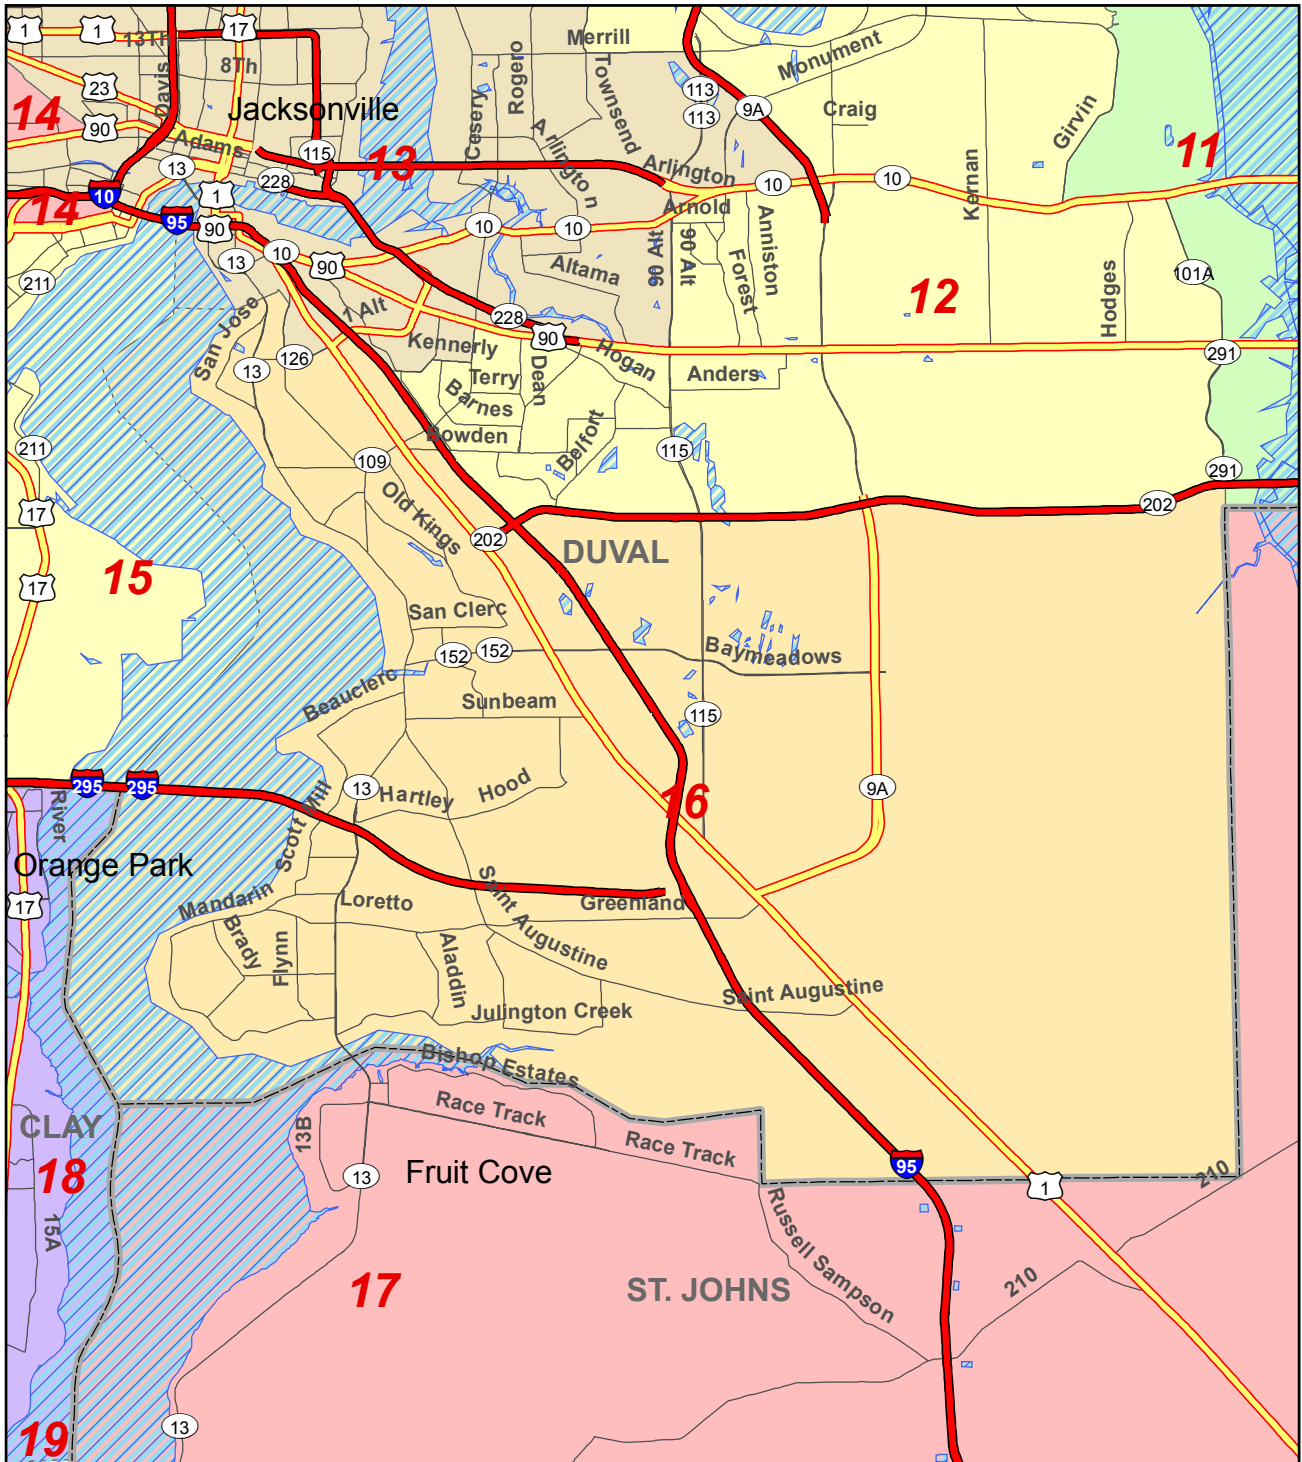 1
1
13Th
17
Merrill
Monument
8Th
Davis
23
Rogero
Townsend
113
113
9A
Craig
Girvin
14
Jacksonville
90
Cesery
Arlington
11
Adams
115
13
13
228
Arlington
10
10
Kernan
14
10
1
95
90
Arnold
Anniston
10
10
10
90
13
90 Alt
90 Alt
Forest
Altama
101A
211
12
Hodges
1 Alt
228
San Jose
90
Kennerly
Hogan
291
126
13
Terry
Dean
Anders
Barnes
Bowden
Belfort
211
109
115
291
17
Old Kings
202
202
DUVAL
15
17
San Clerc
152
152
Baymeadows
Beauclerc
Sunbeam
115
295
295
13
Hartley
Hood
16
9A
River
Scott Mill
Orange Park
17
Mandarin
Loretto
Saint Augustine
Greenland
Brady
Flynn
Aladdin
Saint Augustine
Julington Creek
Bishop Estates
CLAY
Race Track
13B
Race Track
18
Fruit Cove
13
95
1
210
15A
Russell Sampson
17
ST. JOHNS
210
19
13